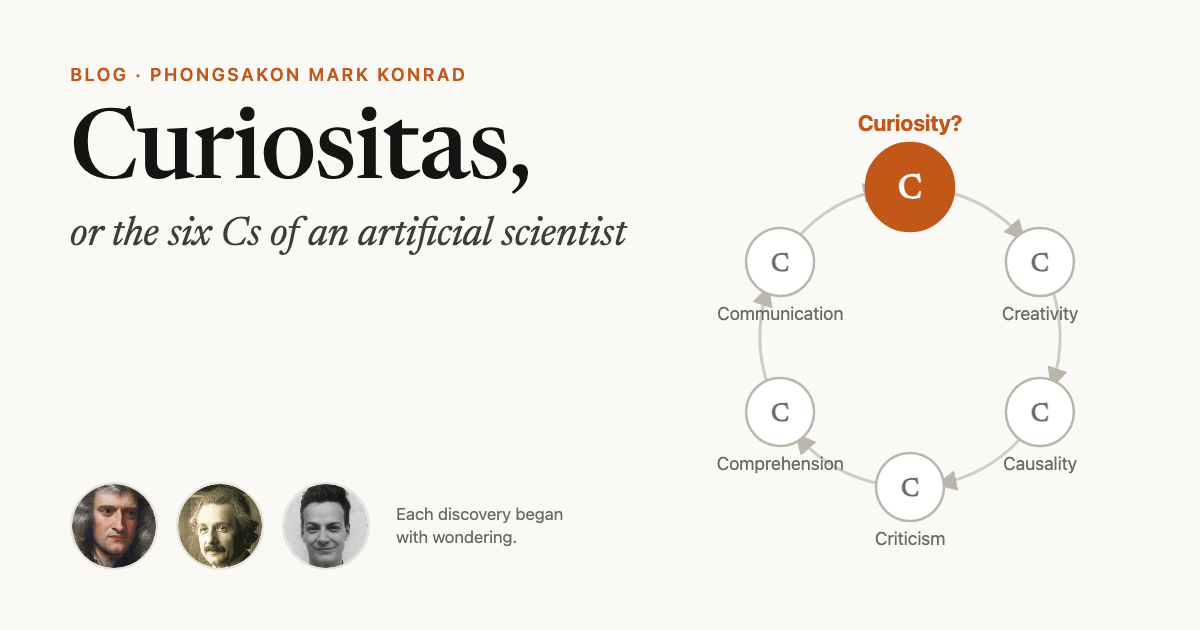 BLOG · PHONGSAKON MARK KONRAD
Curiositas,
or the six Cs of an artificial scientist
Curiosity?
C
C
C
Communication
Creativity
C
C
Comprehension
Causality
C
Criticism
Each discovery began
with wondering.